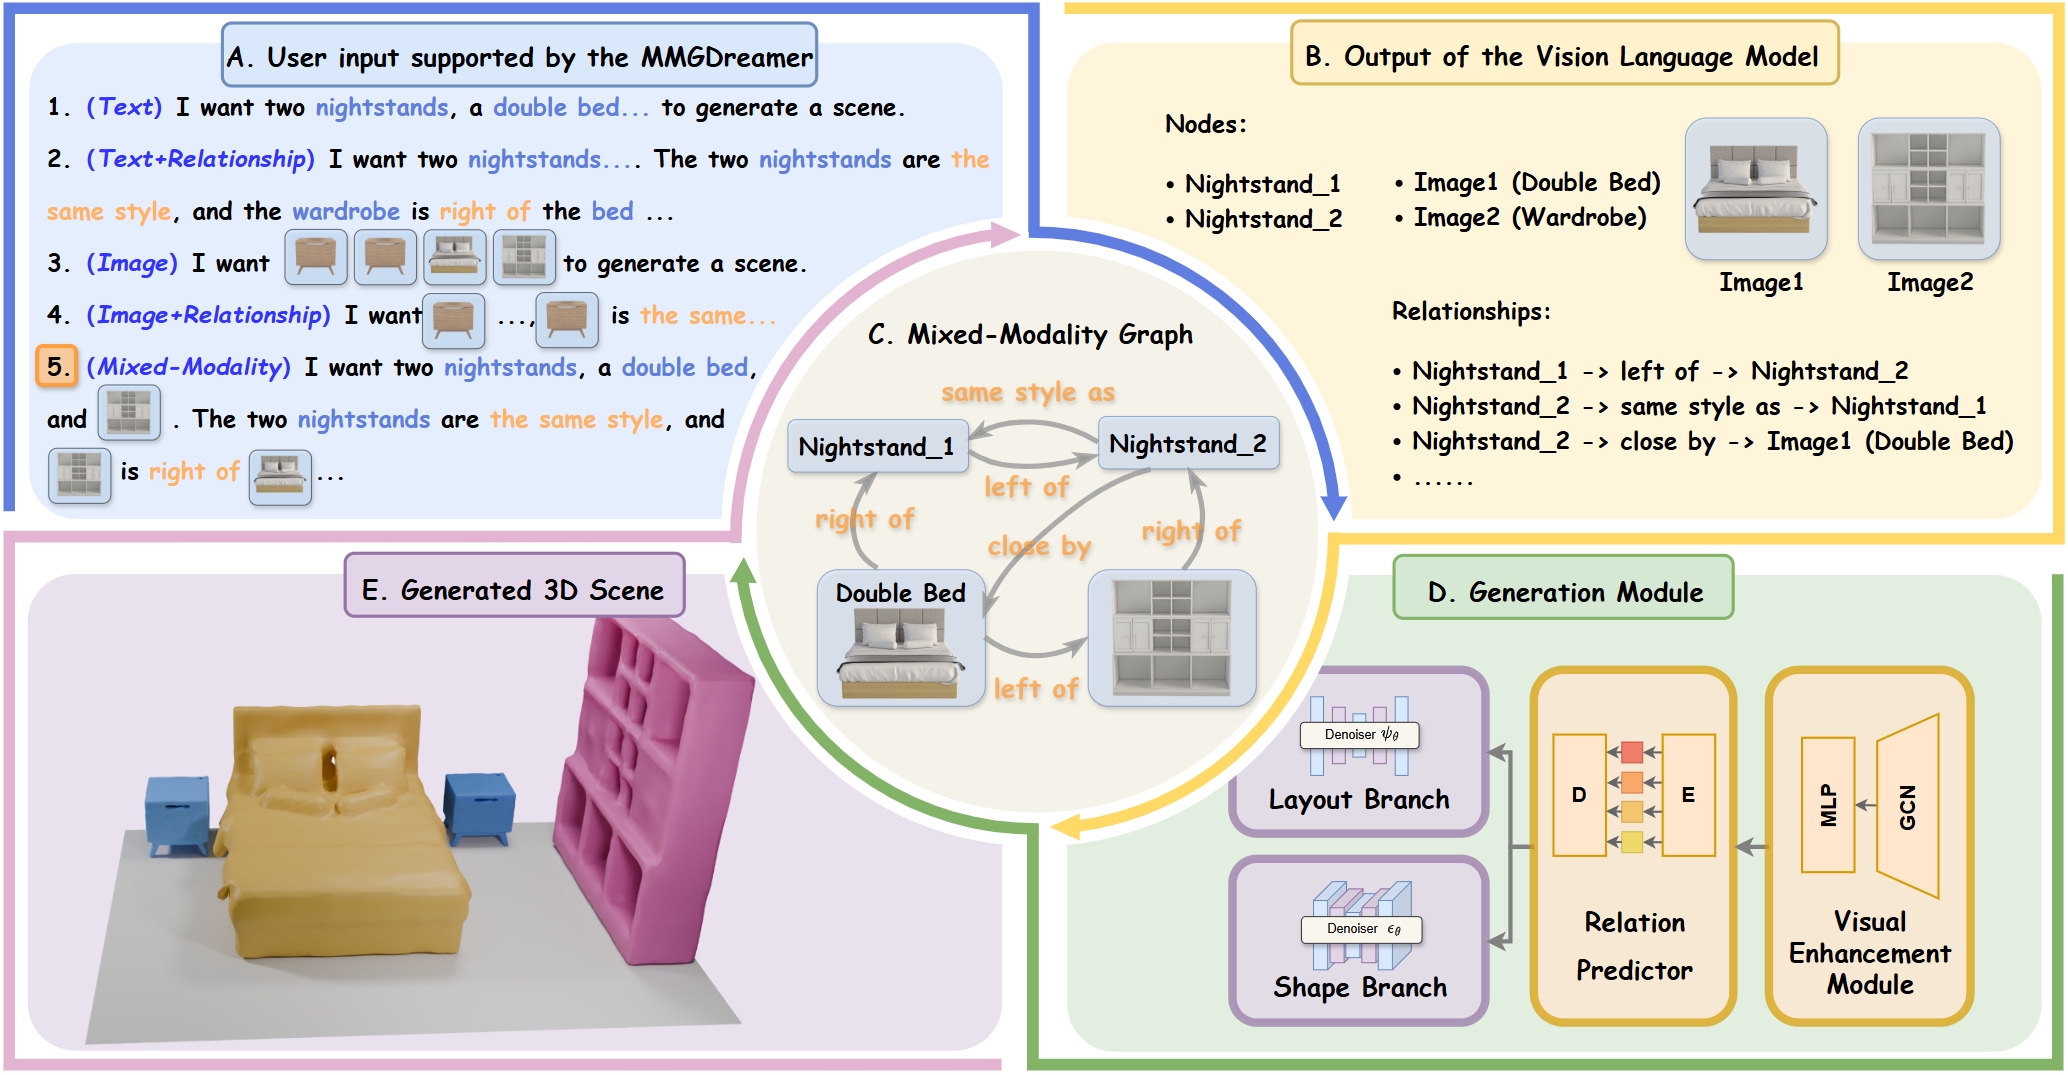 A. User input supported by the MMGDreamer
1. (Text) I want two nightstands, a double bed... to generate a scene.
2. (Text+Relationship) I want two nightstands.... The two nightstands are the
same style, and the wardrobe is right of the bed ...
3. (Image) I want to generate a scene.
4. (Image+Relationship) I want ..., is the same...
5. (Mixed-Modality) I want two nightstands, a double bed,
and . The two nightstands are the same style, and
is right of ...
B. Output of the Vision Language Model
Nodes:
• Nightstand_1
• Nightstand_2
• Image1 (Double Bed)
• Image2 (Wardrobe)
Image1
Image2
Relationships:
• Nightstand_1 -> left of -> Nightstand_2
• Nightstand_2 -> same style as -> Nightstand_1
• Nightstand_2 -> close by -> Image1 (Double Bed)
• ......
C. Mixed-Modality Graph
same style as
Nightstand_1
Nightstand_2
left of
right of
close by
right of
Double Bed
left of
D. Generation Module
Denoiser ψθ
Layout Branch
Denoiser ϵθ
Shape Branch
D
E
Relation
Predictor
MLP
GCN
Visual
Enhancement
Module
E. Generated 3D Scene